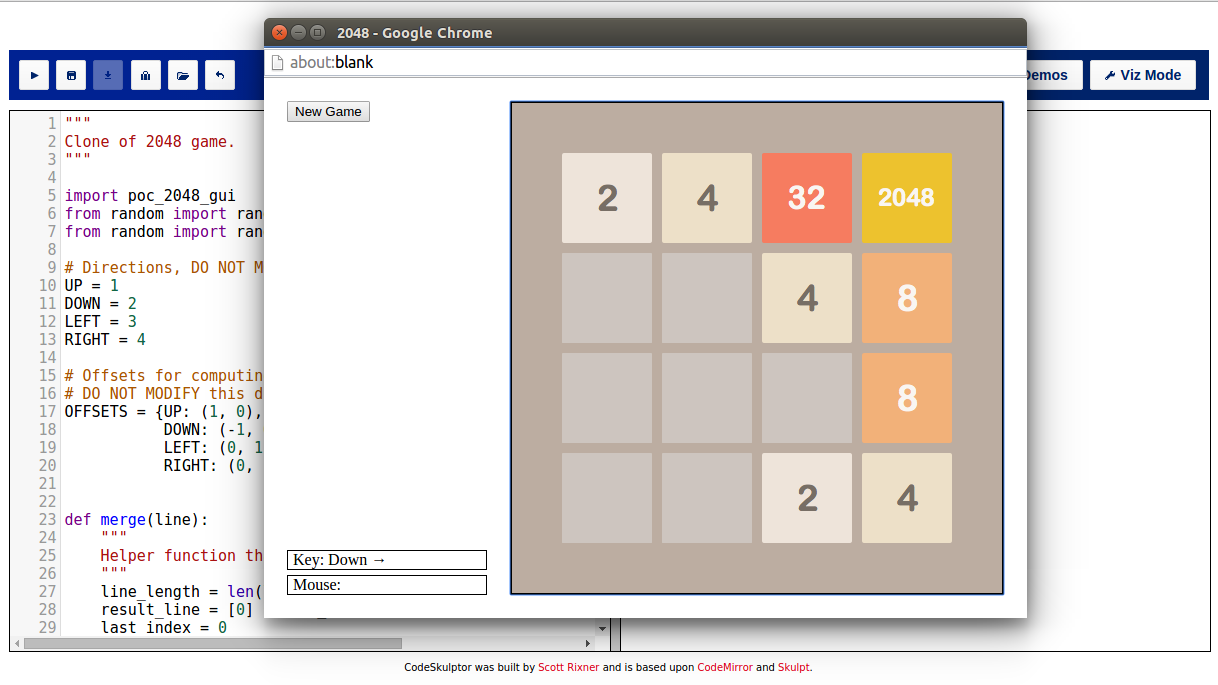 2048 - Google Chrome
about:blank
Demos
Viz Mode
New Game
2 4 32 2048
4 8
8
2 4
Key: Down →
Mouse:
1 """
2 Clone of 2048 game.
3 """
4
5 import poc_2048_gui
6 from random import ran
7 from random import ran
8
9 # Directions, DO NOT M
10 UP = 1
11 DOWN = 2
12 LEFT = 3
13 RIGHT = 4
14
15 # Offsets for computin
16 # DO NOT MODIFY this d
17 OFFSETS = {UP: (1, 0),
18 DOWN: (-1,
19 LEFT: (0, 1
20 RIGHT: (0,
21
22
23 def merge(line):
24 """
25 Helper function th
26 """
27 line_length = len(
28 result_line = [0]
29 last_index = 0
CodeSkulptor was built by Scott Rixner and is based upon CodeMirror and Skulpt.